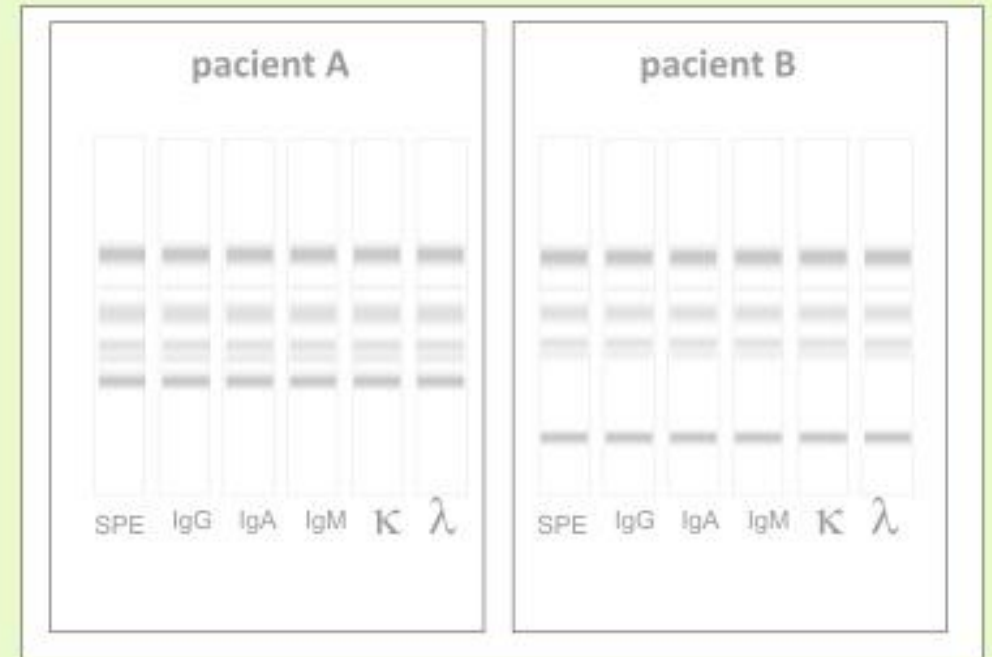 pacient A
SPE IgG IgA IgM κ λ
pacient B
SPE IgG IgA IgM κ λ